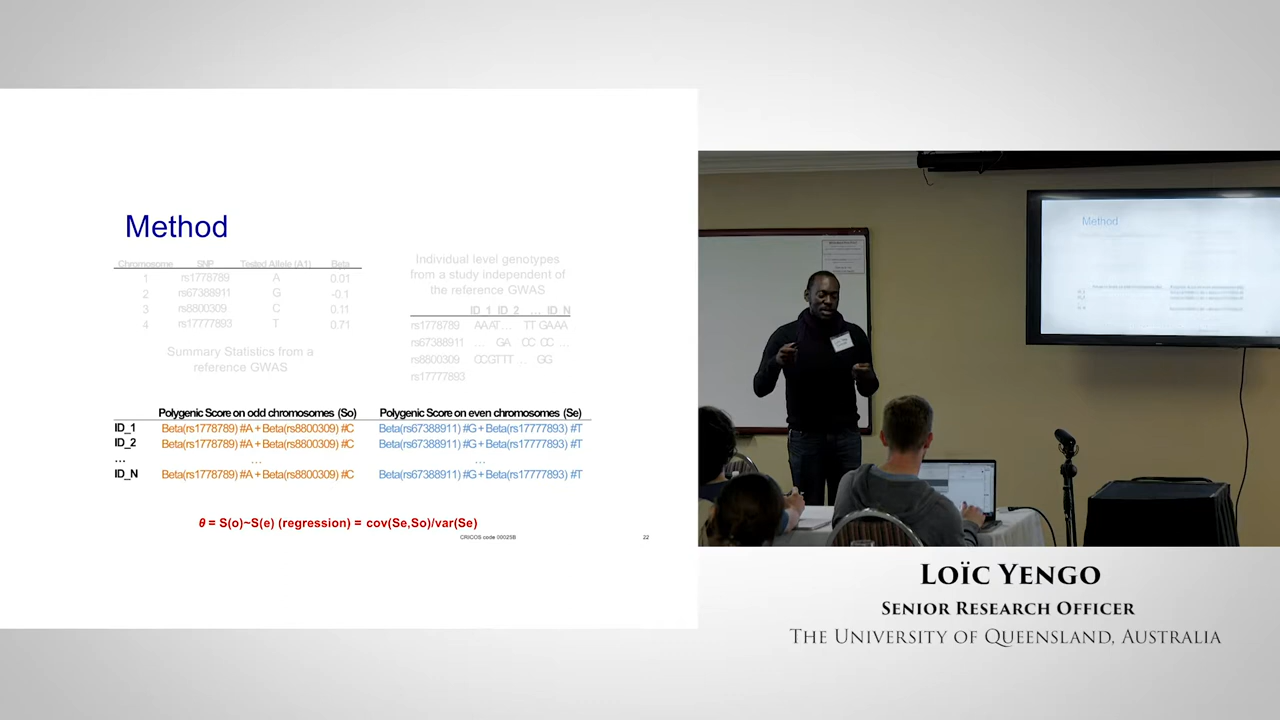 Method
Chromosome SNP Tested Allele (A1) Beta
1 rs1778789 A 0.01
2 rs67388911 G -0.1
3 rs8800309 C 0.11
4 rs17777893 T 0.71
Summary Statistics from a
reference GWAS
Individual level genotypes
from a study independent of
the reference GWAS
ID_1 ID_2 ... ID_N
rs1778789 AAAT... TT GAAA
rs67388911 ... GA CC CC ...
rs8800309 CCGTTT ... GG
rs17777893
Polygenic Score on odd chromosomes (So) Polygenic Score on even chromosomes (Se)
ID_1 Beta(rs1778789) #A + Beta(rs8800309) #C Beta(rs67388911) #G + Beta(rs17777893) #T
ID_2 Beta(rs1778789) #A + Beta(rs8800309) #C Beta(rs67388911) #G + Beta(rs17777893) #T
... ... ...
ID_N Beta(rs1778789) #A + Beta(rs8800309) #C Beta(rs67388911) #G + Beta(rs17777893) #T
θ = S(o)~S(e) (regression) = cov(Se,So)/var(Se)
CRICOS code 00025B 22
Method
Loïc Yengo
Senior Research Officer
The University of Queensland, Australia